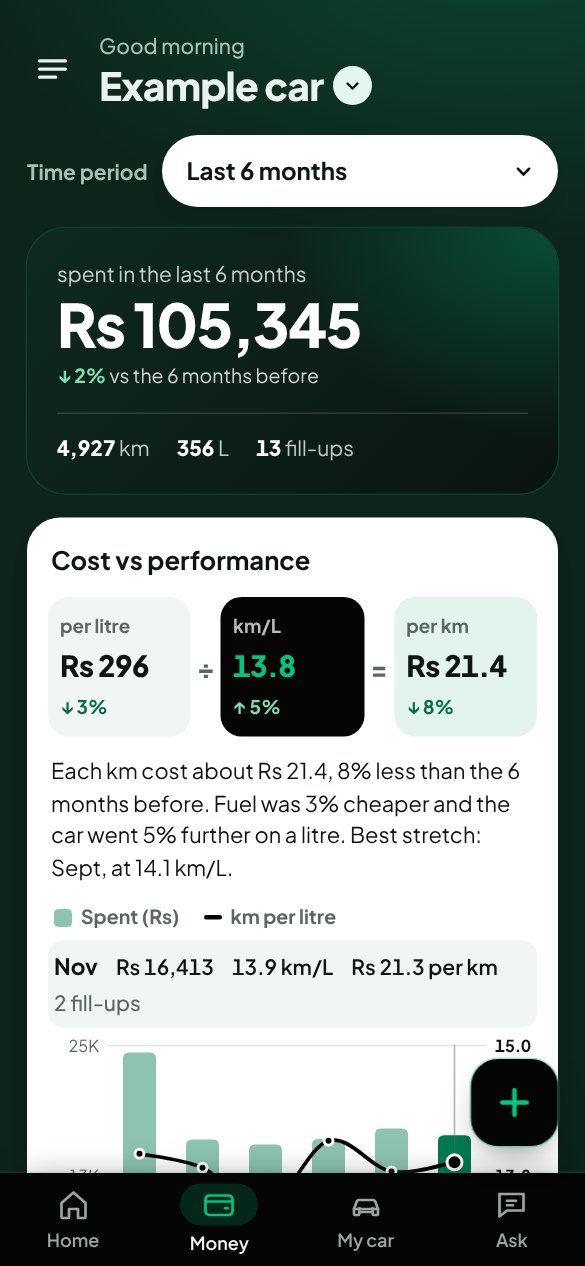 Good morning
Example car
Time period
Last 6 months
spent in the last 6 months
Rs 105,345
↓2% vs the 6 months before
4,927 km 356 L 13 fill-ups
Cost vs performance
per litre km/L per km
Rs 296 ÷ 13.8 = Rs 21.4
↓3% ↑5% ↓8%
Each km cost about Rs 21.4, 8% less than the 6
months before. Fuel was 3% cheaper and the
car went 5% further on a litre. Best stretch:
Sept, at 14.1 km/L.
Spent (Rs) km per litre
Nov Rs 16,413 13.9 km/L Rs 21.3 per km
2 fill-ups
25K 15.0
+
Home Money My car Ask